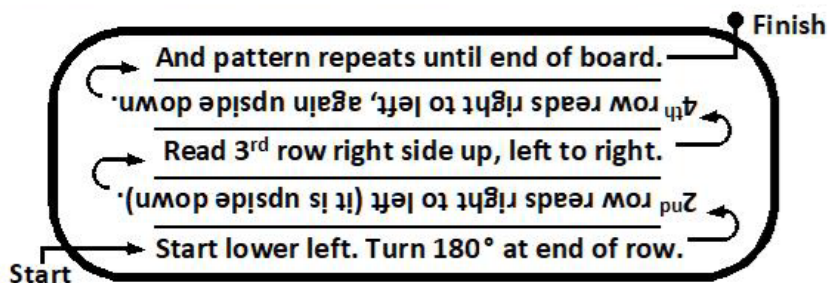 Start
Start lower left. Turn 180° at end of row.
2nd row reads right to left (it is upside down).
Read 3rd row right side up, left to right.
4th row reads right to left, again upside down.
And pattern repeats until end of board.
Finish